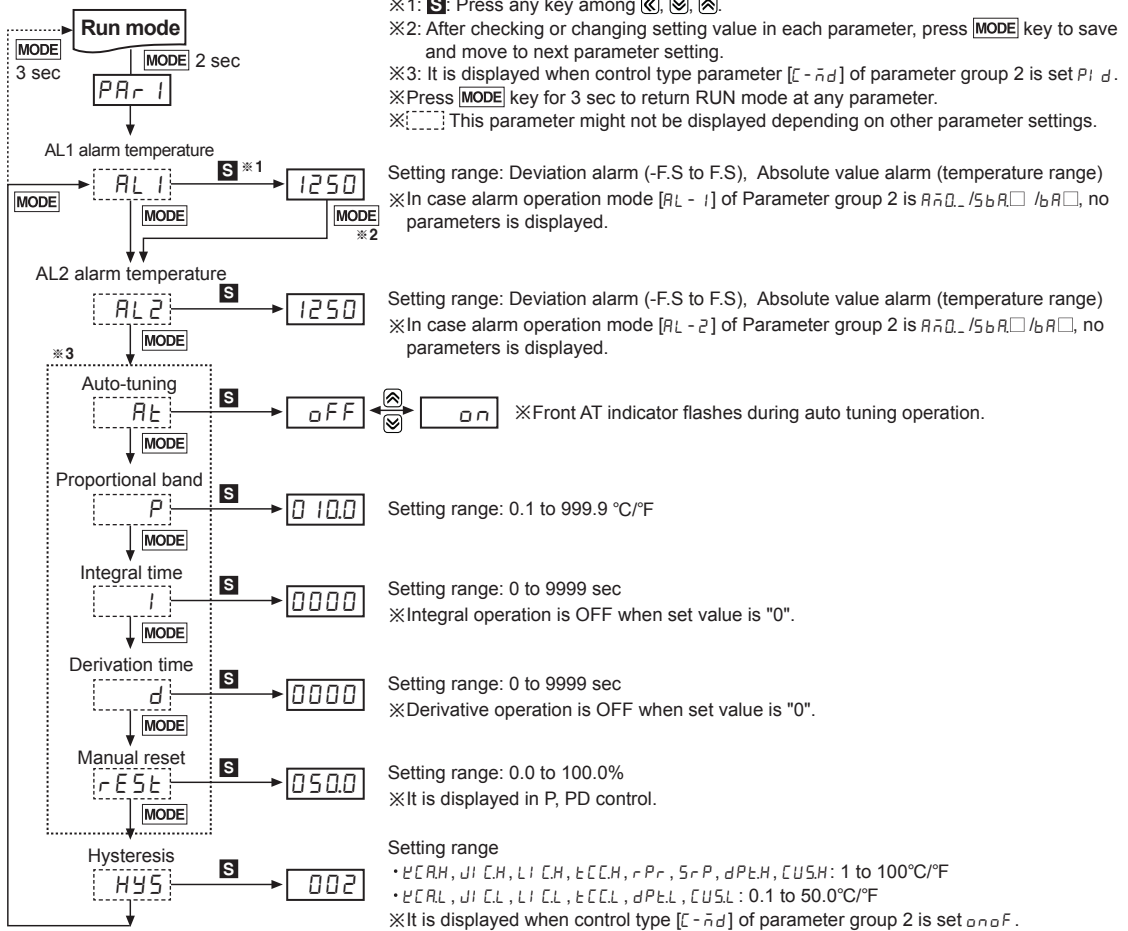 ※1: S: Press any key among «, ︾, ︽.
※2: After checking or changing setting value in each parameter, press MODE key to save
and move to next parameter setting.
※3: It is displayed when control type parameter [C-md] of parameter group 2 is set PId.
※Press MODE key for 3 sec to return RUN mode at any parameter.
※[ ] This parameter might not be displayed depending on other parameter settings.
Run mode
MODE
3 sec
MODE 2 sec
PAr1
AL1 alarm temperature
AL1
S ※1
1250
MODE
MODE
MODE
※2
Setting range: Deviation alarm (-F.S to F.S), Absolute value alarm (temperature range)
※In case alarm operation mode [AL-1] of Parameter group 2 is Am0._ /SbA.□ /bA□, no
parameters is displayed.
AL2 alarm temperature
AL2
S
1250
MODE
Setting range: Deviation alarm (-F.S to F.S), Absolute value alarm (temperature range)
※In case alarm operation mode [AL-2] of Parameter group 2 is Am0._ /SbA.□ /bA□, no
parameters is displayed.
※3
Auto-tuning
At
S
oFF
on
※Front AT indicator flashes during auto tuning operation.
MODE
Proportional band
P
S
010.0
Setting range: 0.1 to 999.9 °C/°F
MODE
Integral time
I
S
0000
Setting range: 0 to 9999 sec
※Integral operation is OFF when set value is "0".
MODE
Derivation time
d
S
0000
Setting range: 0 to 9999 sec
※Derivative operation is OFF when set value is "0".
MODE
Manual reset
rESt
S
050.0
Setting range: 0.0 to 100.0%
※It is displayed in P, PD control.
MODE
Hysteresis
HYS
S
002
Setting range
・KCA.H, JIC.H, LIC.H, tCC.H, rPr, SrP, dPt.H, CUS.H: 1 to 100°C/°F
・KCA.L, JIC.L, LIC.L, tCC.L, dPt.L, CUS.L: 0.1 to 50.0°C/°F
※It is displayed when control type [C-md] of parameter group 2 is set onoF.